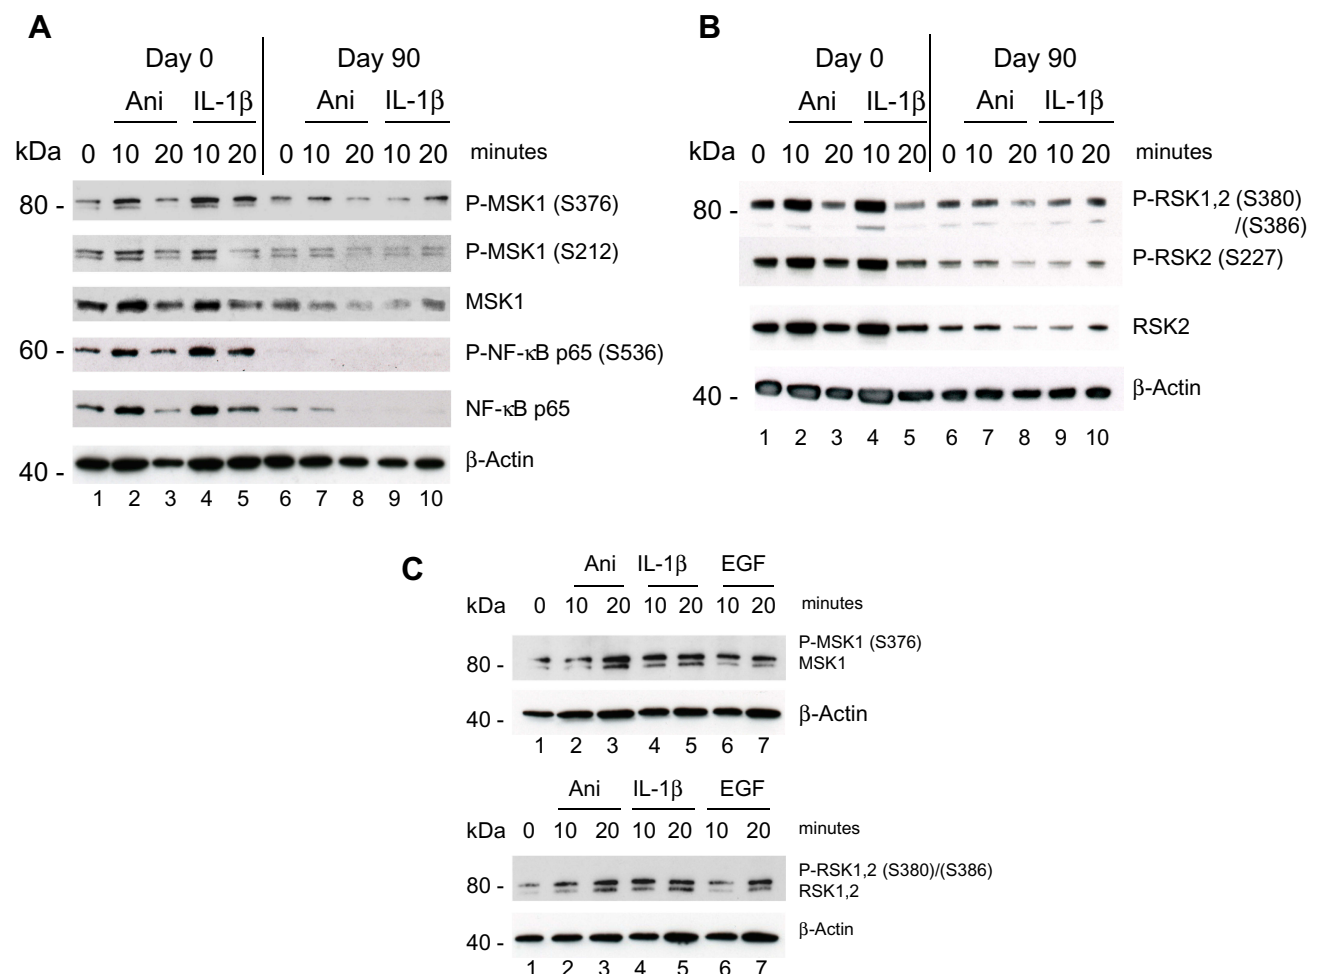 A
Day 0 Day 90
Ani IL-1β Ani IL-1β
kDa 0 10 20 10 20 0 10 20 10 20 minutes
80 - P-MSK1 (S376)
P-MSK1 (S212)
MSK1
60 - P-NF-κB p65 (S536)
NF-κB p65
40 - β-Actin
1 2 3 4 5 6 7 8 9 10
B
Day 0 Day 90
Ani IL-1β Ani IL-1β
kDa 0 10 20 10 20 0 10 20 10 20 minutes
80 - P-RSK1,2 (S380)
/(S386)
P-RSK2 (S227)
RSK2
40 - β-Actin
1 2 3 4 5 6 7 8 9 10
C
Ani IL-1β EGF
kDa 0 10 20 10 20 10 20 minutes
P-MSK1 (S376)
80 - MSK1
40 - β-Actin
1 2 3 4 5 6 7
Ani IL-1β EGF
kDa 0 10 20 10 20 10 20 minutes
P-RSK1,2 (S380)/(S386)
80 - RSK1,2
40 - β-Actin
1 2 3 4 5 6 7